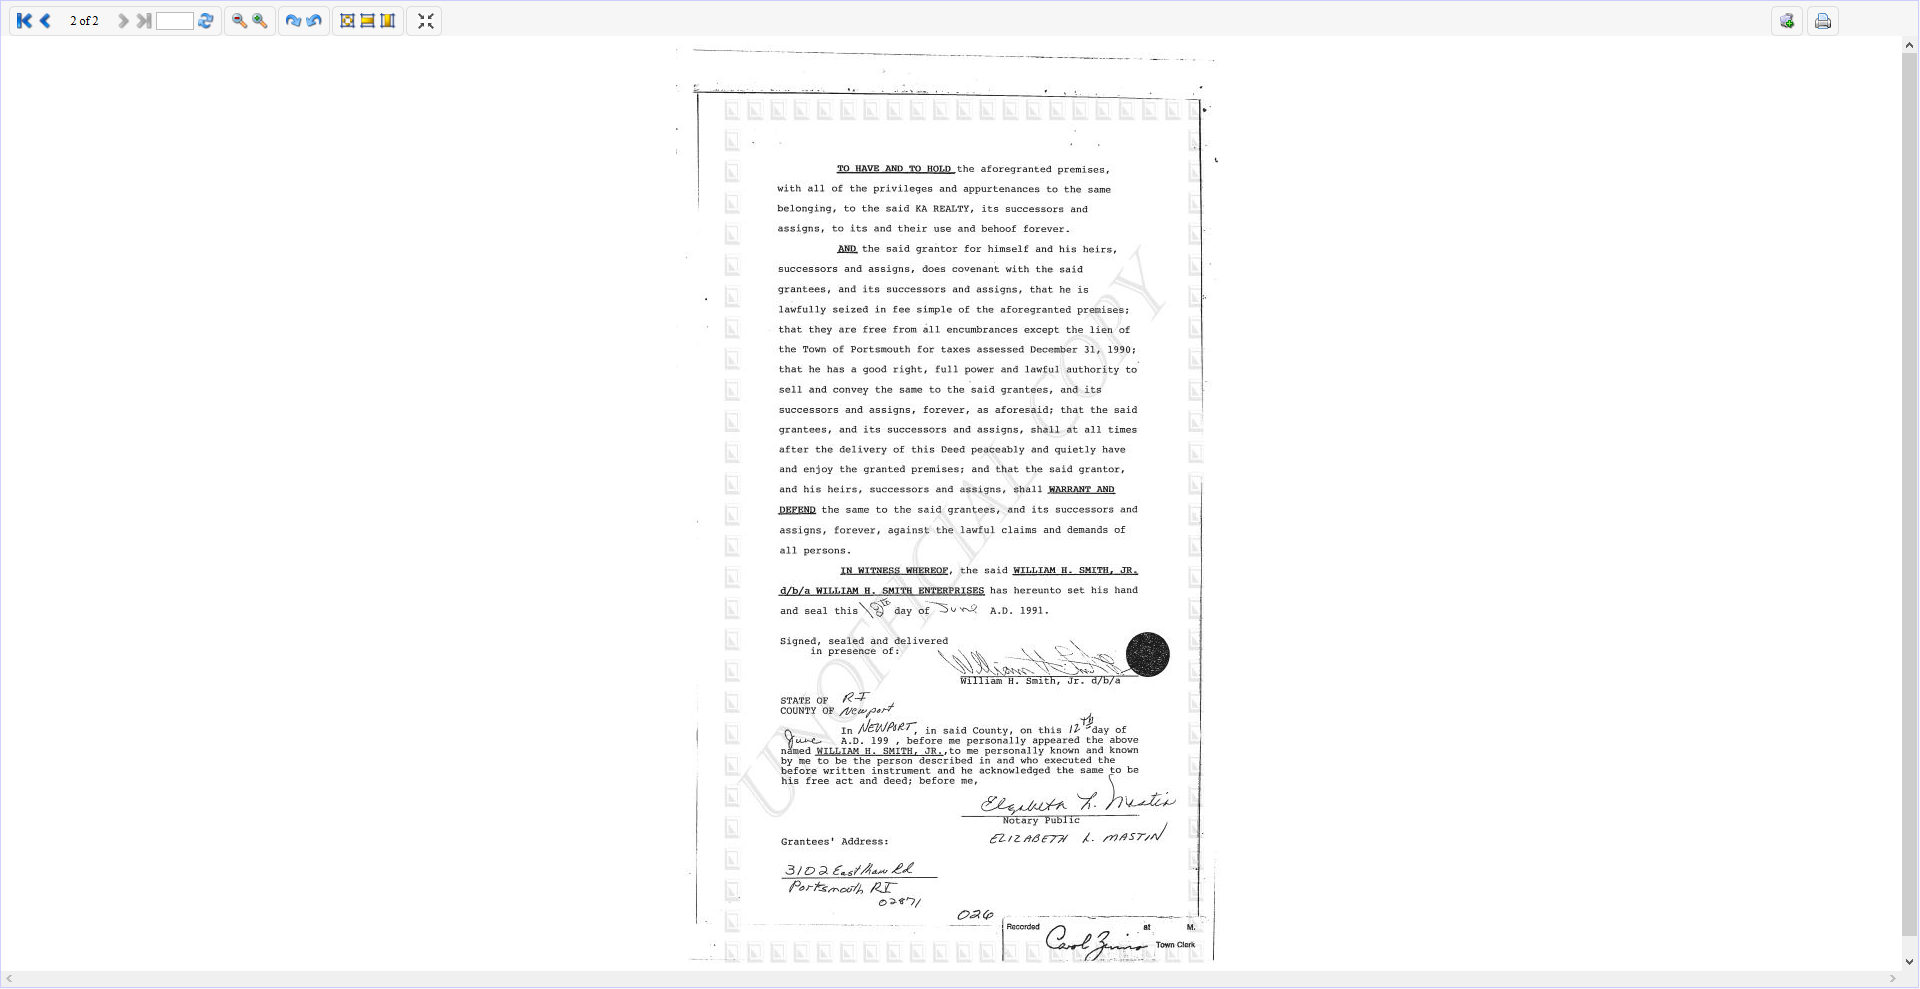 2 of 2
TO HAVE AND TO HOLD the aforegranted premises,
with all of the privileges and appurtenances to the same
belonging, to the said KA REALTY, its successors and
assigns, to its and their use and behoof forever.
AND the said grantor for himself and his heirs,
successors and assigns, does covenant with the said
grantees, and its successors and assigns, that he is
lawfully seized in fee simple of the aforegranted premises;
that they are free from all encumbrances except the lien of
the Town of Portsmouth for taxes assessed December 31, 1990;
that he has a good right, full power and lawful authority to
sell and convey the same to the said grantees, and its
successors and assigns, forever, as aforesaid; that the said
grantees, and its successors and assigns, shall at all times
after the delivery of this Deed peaceably and quietly have
and enjoy the granted premises; and that the said grantor,
and his heirs, successors and assigns, shall WARRANT AND
DEFEND the same to the said grantees, and its successors and
assigns, forever, against the lawful claims and demands of
all persons.
IN WITNESS WHEREOF, the said WILLIAM H. SMITH, JR.
d/b/a WILLIAM H. SMITH ENTERPRISES has hereunto set his hand
and seal this day of June A.D. 1991.
Signed, sealed and delivered
in presence of:
William H. Smith, Jr. d/b/a
STATE OF RI
COUNTY OF Newport
In NEWPORT, in said County, on this 12th day of
June A.D. 199 , before me personally appeared the above
named WILLIAM H. SMITH, JR.,to me personally known and known
by me to be the person described in and who executed the
before written instrument and he acknowledged the same to be
his free act and deed; before me,
Elizabeth L. Mastin
Notary Public
ELIZABETH L. MASTIN
Grantees' Address:
3102 East Main Rd
Portsmouth RI
02871
026
Recorded at M.
Carol Town Clerk
UNOFFICIAL COPY